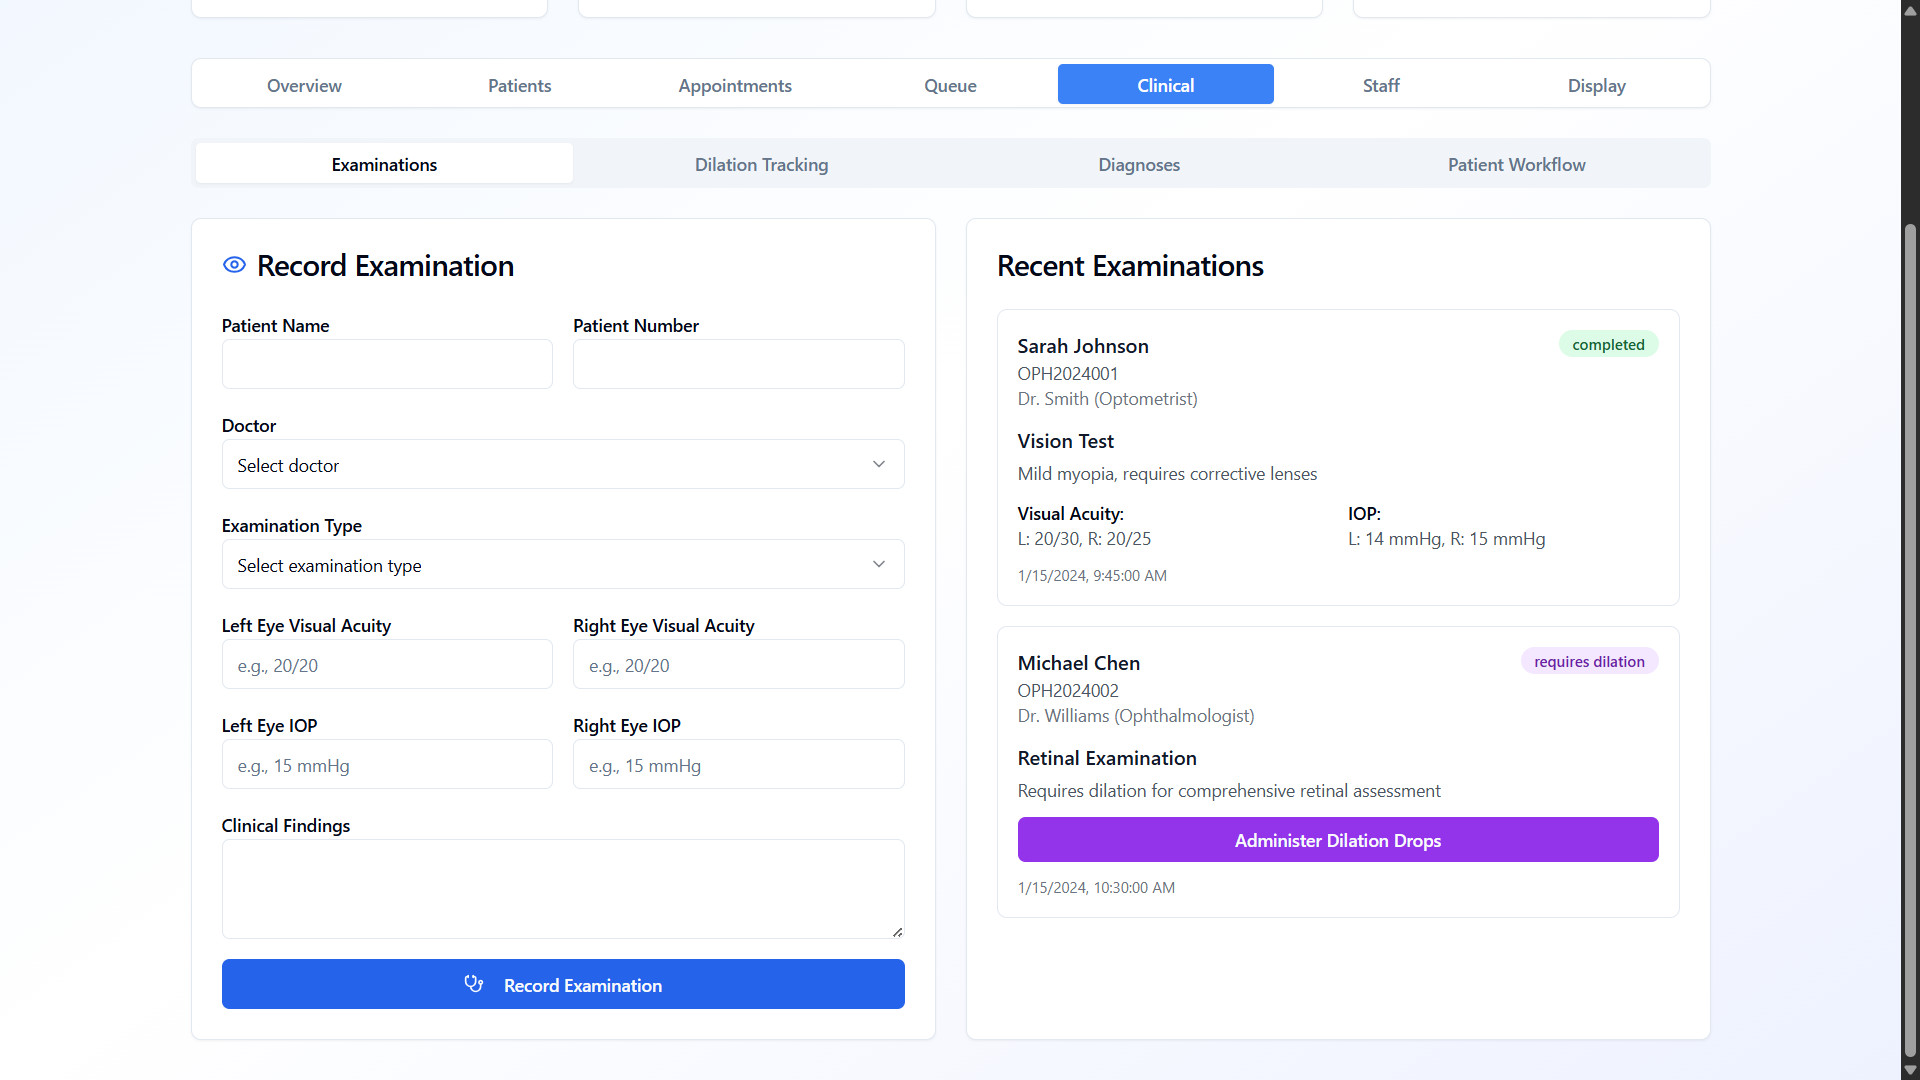 Overview
Patients
Appointments
Queue
Clinical
Staff
Display
Examinations
Dilation Tracking
Diagnoses
Patient Workflow
Record Examination
Patient Name
Patient Number
Doctor
Select doctor
Examination Type
Select examination type
Left Eye Visual Acuity
Right Eye Visual Acuity
e.g., 20/20
e.g., 20/20
Left Eye IOP
Right Eye IOP
e.g., 15 mmHg
e.g., 15 mmHg
Clinical Findings
Record Examination
Recent Examinations
Sarah Johnson
completed
OPH2024001
Dr. Smith (Optometrist)
Vision Test
Mild myopia, requires corrective lenses
Visual Acuity:
L: 20/30, R: 20/25
IOP:
L: 14 mmHg, R: 15 mmHg
1/15/2024, 9:45:00 AM
Michael Chen
requires dilation
OPH2024002
Dr. Williams (Ophthalmologist)
Retinal Examination
Requires dilation for comprehensive retinal assessment
Administer Dilation Drops
1/15/2024, 10:30:00 AM